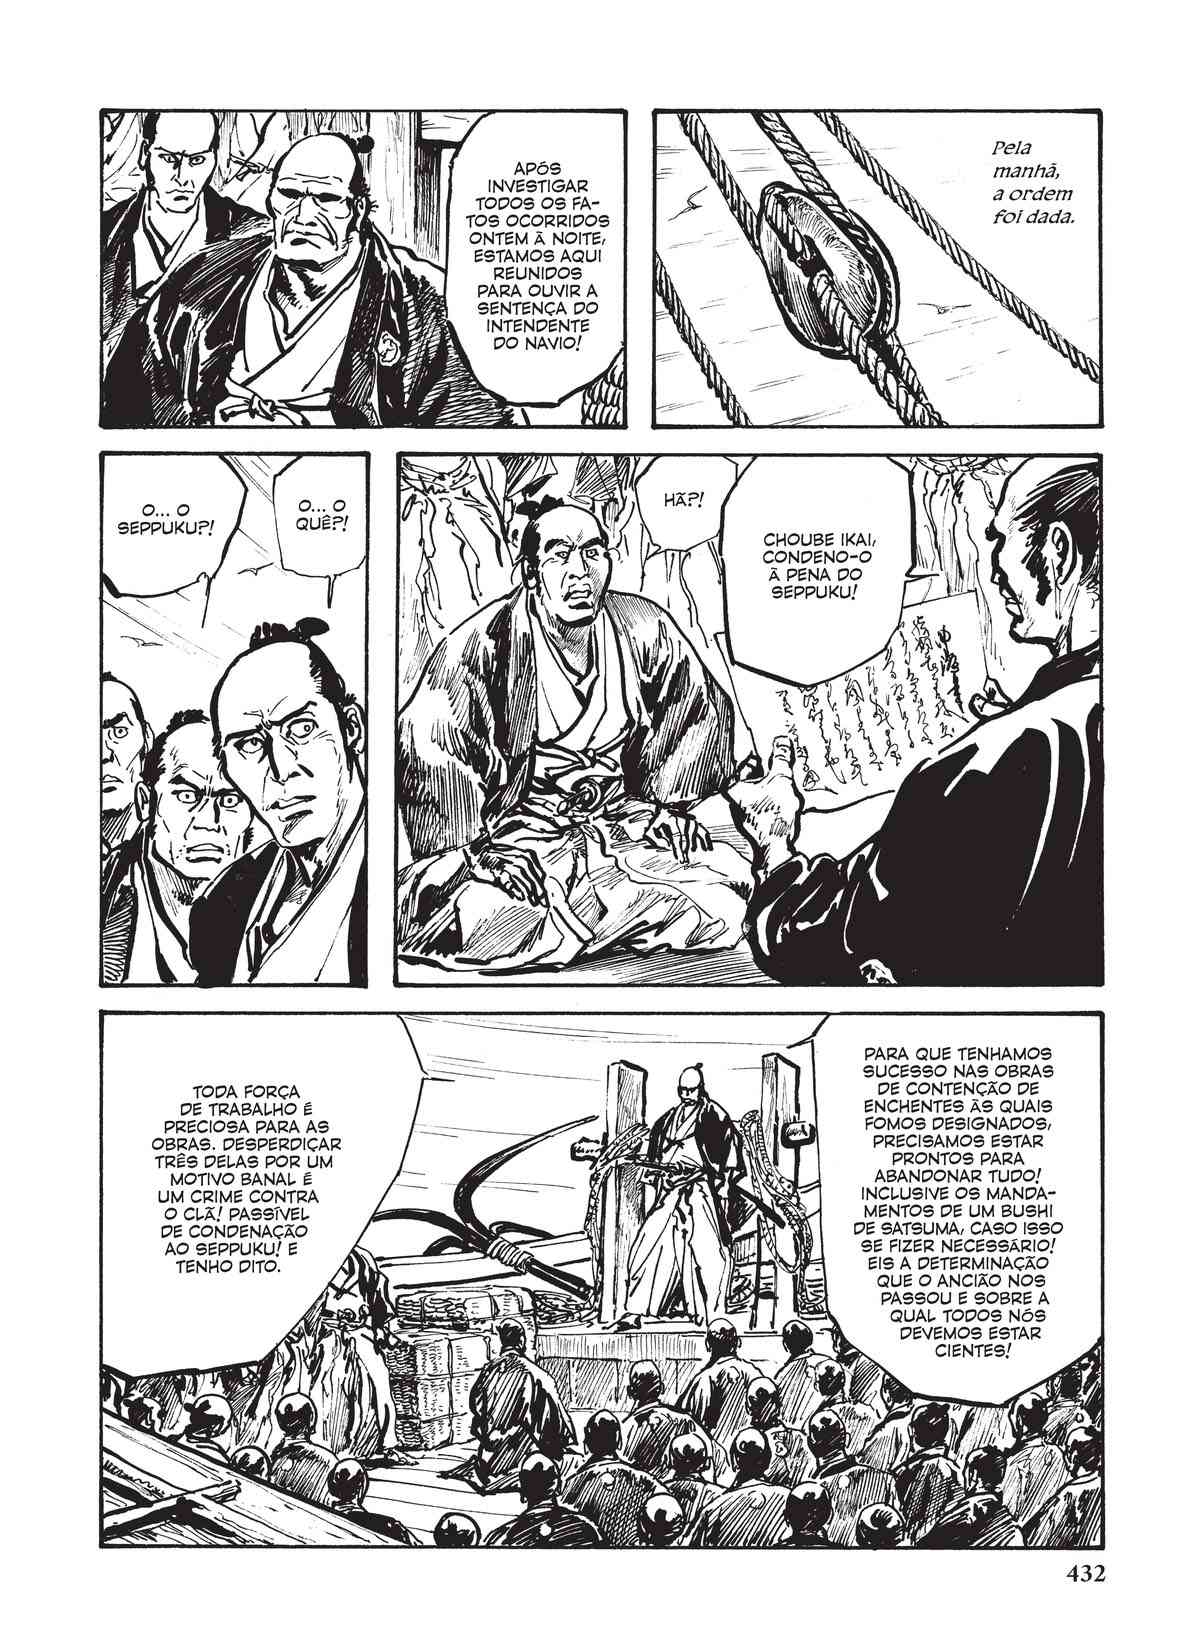 Pela
manhã,
a ordem
foi dada.
APÓS
INVESTIGAR
TODOS OS FA-
TOS OCORRIDOS
ONTEM À NOITE,
ESTAMOS AQUI
REUNIDOS
PARA OUVIR A
SENTENÇA DO
INTENDENTE
DO NAVIO!
CHOUBE IKAI,
CONDENO-O
À PENA DO
SEPPUKU!
HÃ?!
O... O
QUÊ?!
O... O
SEPPUKU?!
PARA QUE TENHAMOS
SUCESSO NAS OBRAS
DE CONTENÇÃO DE
ENCHENTES ÀS QUAIS
FOMOS DESIGNADOS,
PRECISAMOS ESTAR
PRONTOS PARA
ABANDONAR TUDO!
INCLUSIVE OS MANDA-
MENTOS DE UM BUSHI
DE SATSUMA, CASO ISSO
SE FIZER NECESSÁRIO!
EIS A DETERMINAÇÃO
QUE O ANCIÃO NOS
PASSOU E SOBRE A
QUAL TODOS NÓS
DEVEMOS ESTAR
CIENTES!
TODA FORÇA
DE TRABALHO É
PRECIOSA PARA AS
OBRAS. DESPERDIÇAR
TRÊS DELAS POR UM
MOTIVO BANAL É
UM CRIME CONTRA
O CLÃ! PASSÍVEL
DE CONDENAÇÃO
AO SEPPUKU! E
TENHO DITO.
432